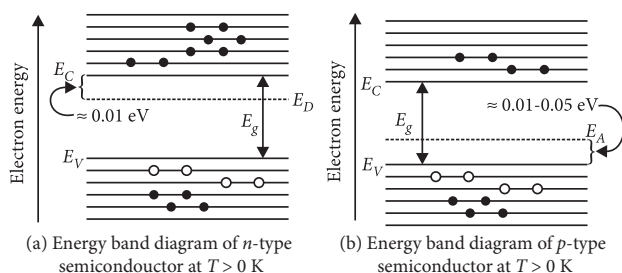 Electron energy
E_C
≈ 0.01 eV
E_D
E_g
E_V
(a) Energy band diagram of n-type
semicondouctor at T > 0 K
Electron energy
E_C
≈ 0.01-0.05 eV
E_g
E_A
E_V
(b) Energy band diagram of p-type
semiconductor at T > 0 K